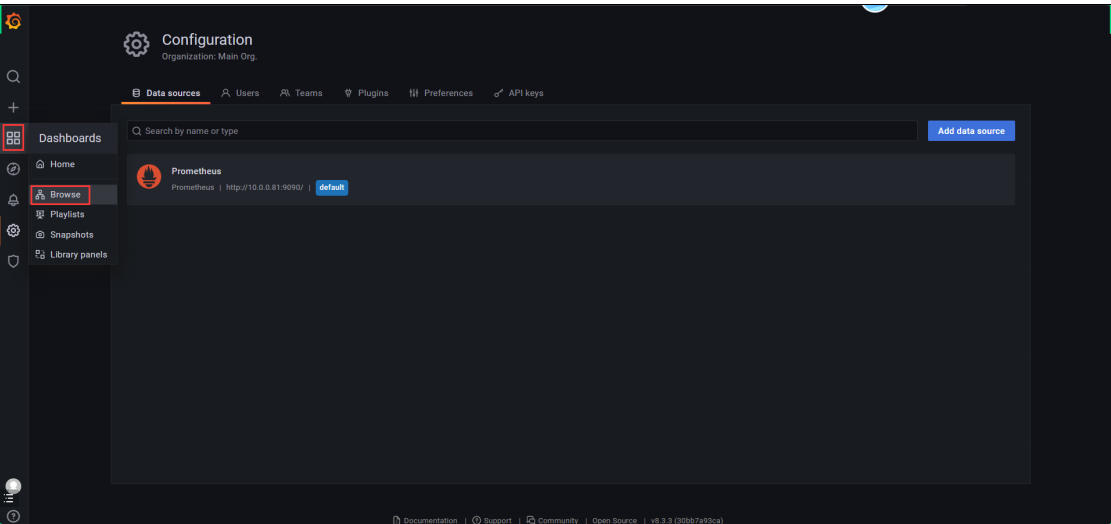 Configuration
Organization: Main Org.
Data sources
Users
Teams
Plugins
Preferences
API keys
Dashboards
Home
Browse
Playlists
Snapshots
Library panels
Search by name or type
Add data source
Prometheus
Prometheus | http://10.0.0.81:9090/ | default
Documentation | Support | Community | Open Source | v8.3.3 (30bb7a93ca)